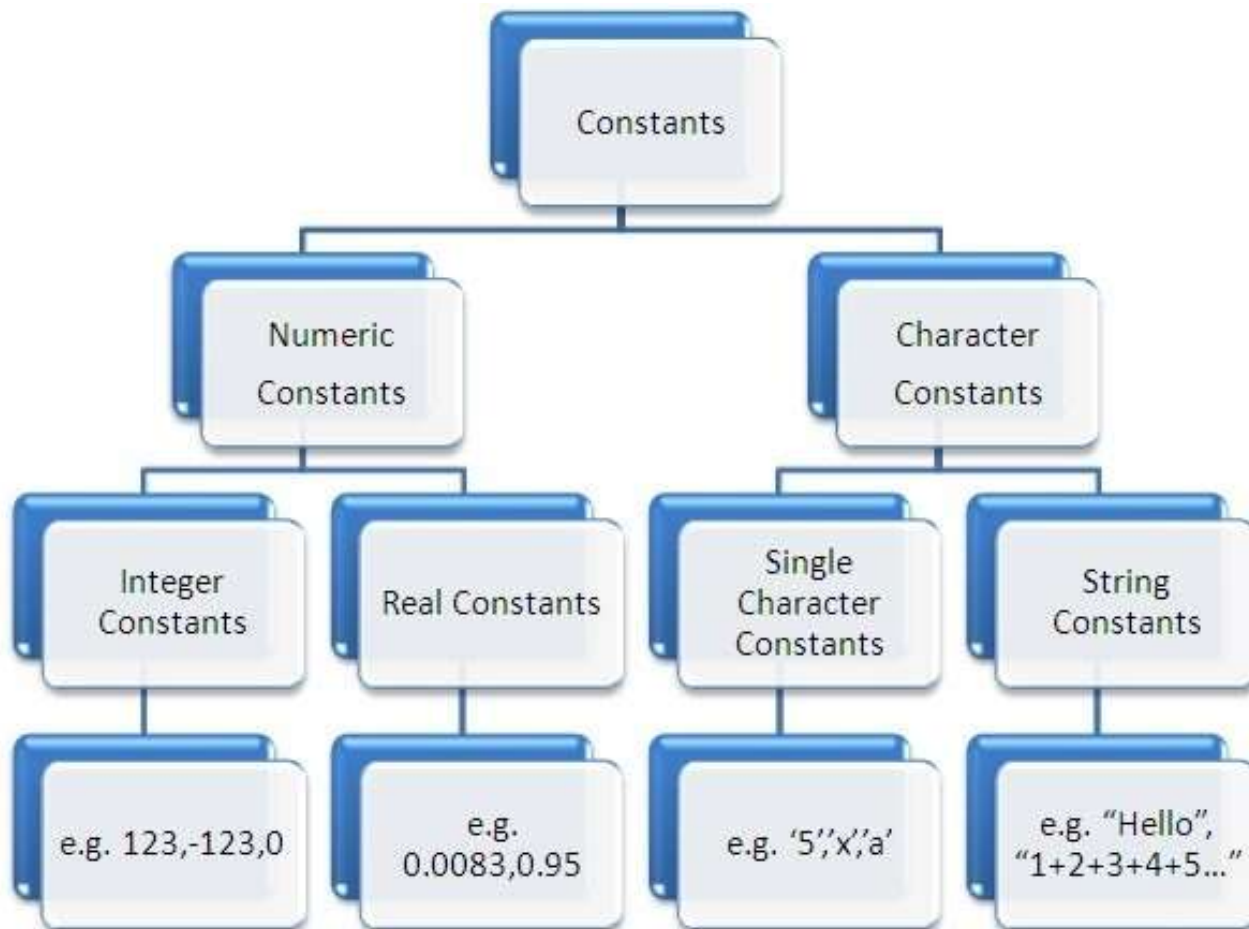 Constants
Numeric
Constants
Character
Constants
Integer
Constants
Real Constants
Single
Character
Constants
String
Constants
e.g. 123,-123,0
e.g.
0.0083,0.95
e.g. ‘5’,’x’,’a’
e.g. “Hello”,
“1+2+3+4+5…”